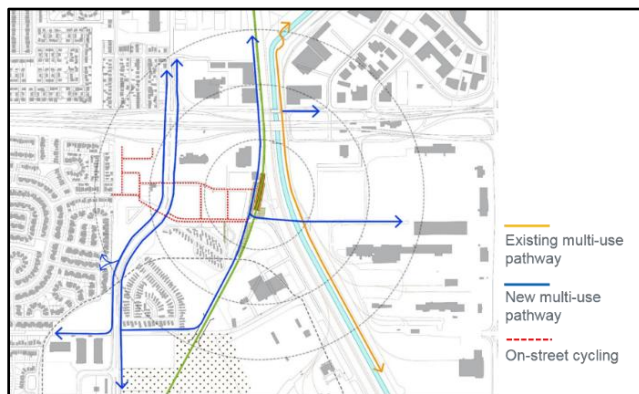 Existing multi-use
pathway
New multi-use
pathway
On-street cycling